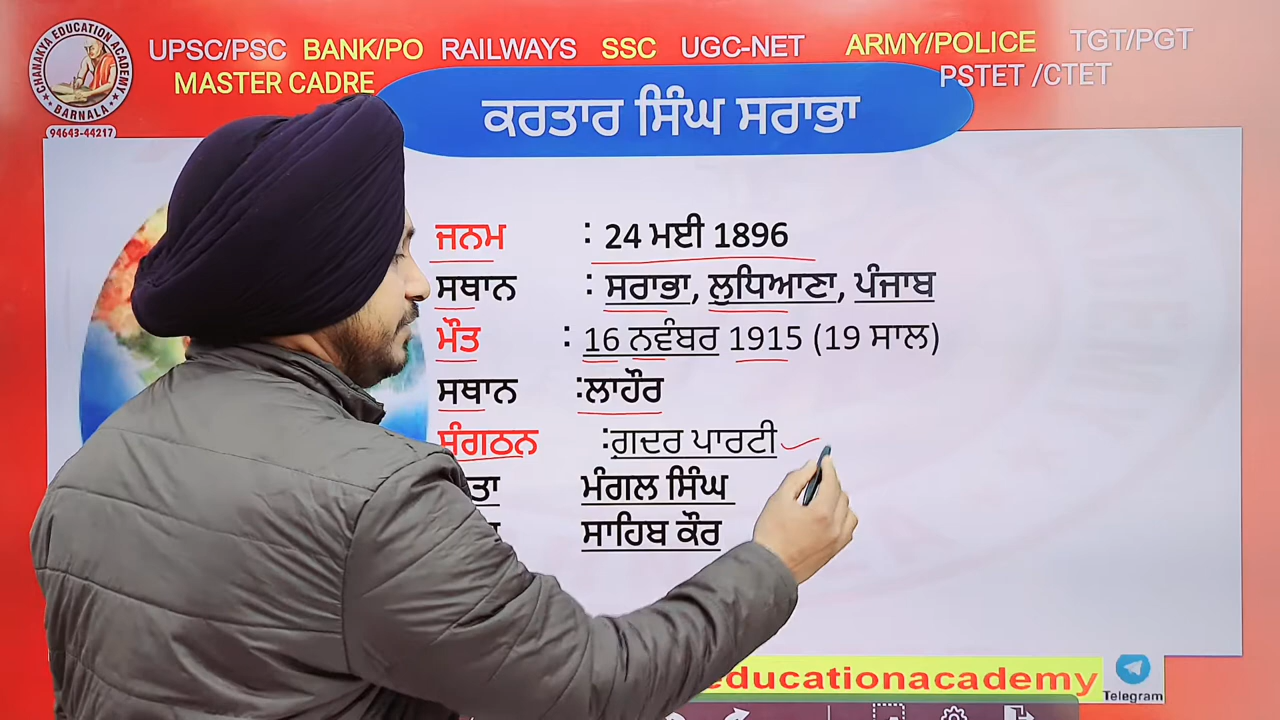 CHANAKYA EDUCATION ACADEMY
BARNALA
94643-44217
UPSC/PSC BANK/PO RAILWAYS SSC UGC-NET ARMY/POLICE TGT/PGT
MASTER CADRE PSTET /CTET
ਕਰਤਾਰ ਸਿੰਘ ਸਰਾਭਾ
ਜਨਮ : 24 ਮਈ 1896
ਸਥਾਨ : ਸਰਾਭਾ, ਲੁਧਿਆਣਾ, ਪੰਜਾਬ
ਮੌਤ : 16 ਨਵੰਬਰ 1915 (19 ਸਾਲ)
ਸਥਾਨ :ਲਾਹੌਰ
ਸੰਗਠਨ :ਗ਼ਦਰ ਪਾਰਟੀ
ਤਾ ਮੰਗਲ ਸਿੰਘ
ਸਾਹਿਬ ਕੌਰ
educationacademy
Telegram